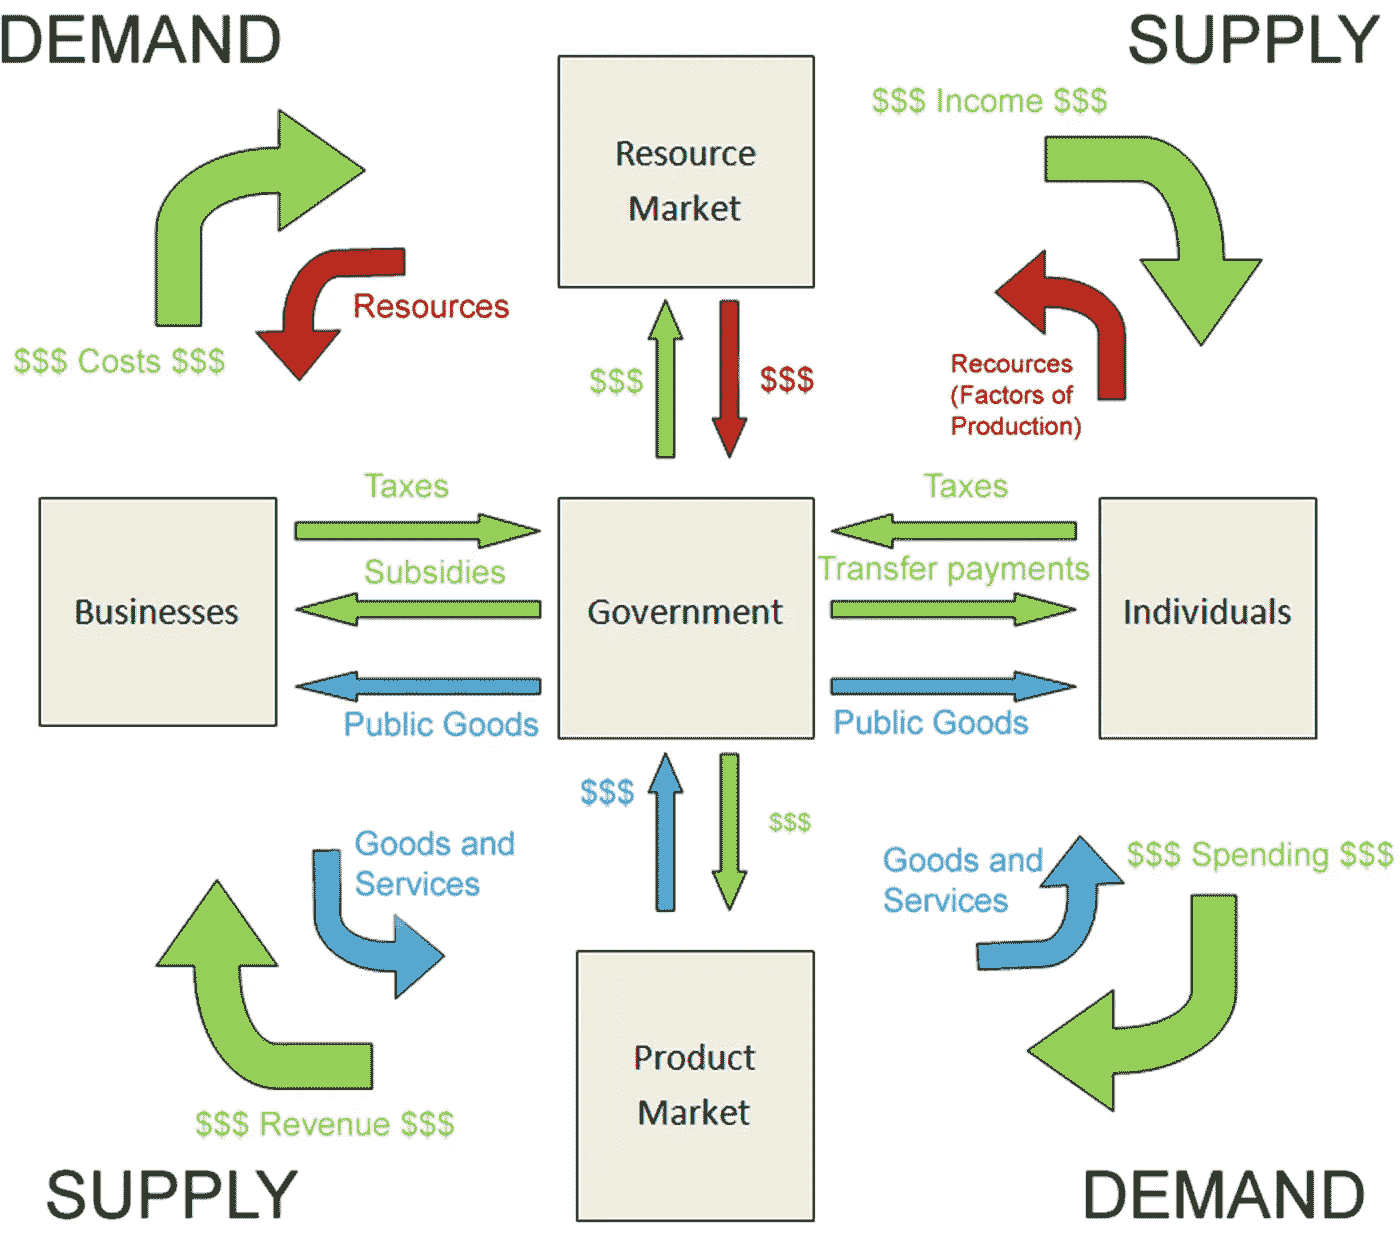 DEMAND
SUPPLY
$$$ Income $$$
Resource
Market
Resources
$$$ Costs $$$
$$$
$$$
Recources
(Factors of
Production)
Taxes
Taxes
Subsidies
Transfer payments
Businesses
Government
Individuals
Public Goods
Public Goods
$$$
$$$
Goods and
Services
Goods and
Services
$$$ Spending $$$
Product
Market
$$$ Revenue $$$
SUPPLY
DEMAND